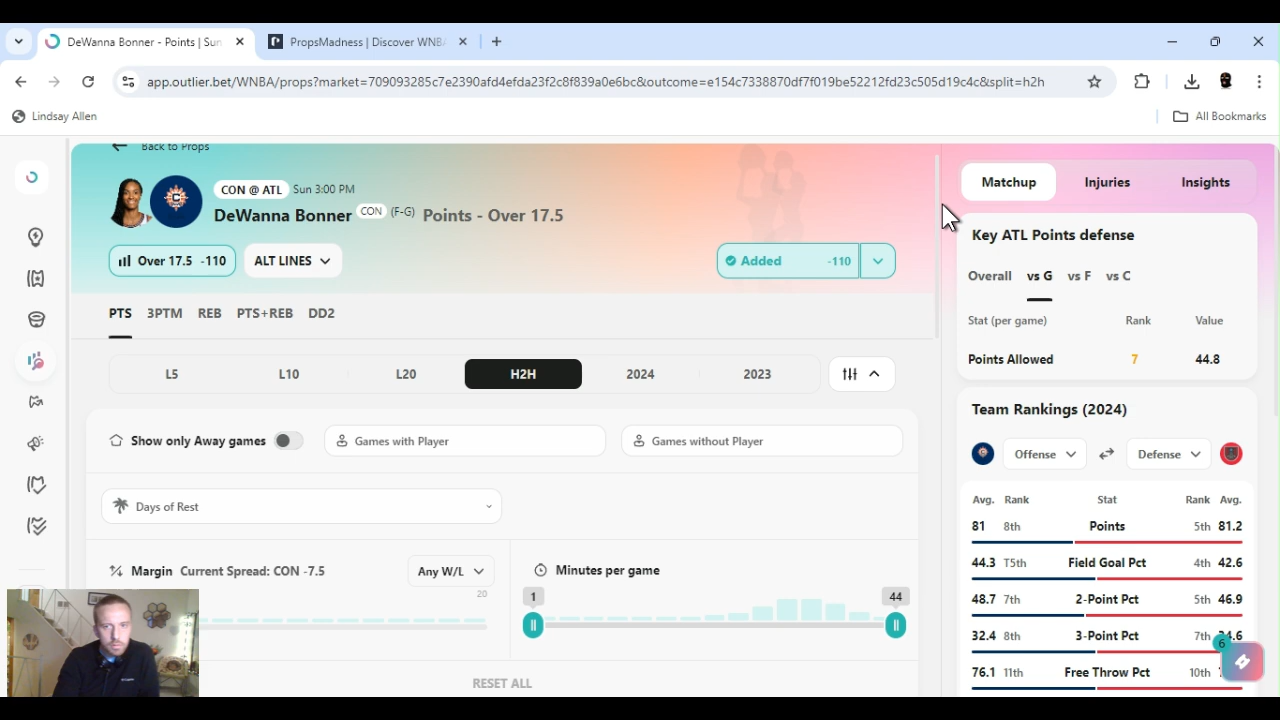 DeWanna Bonner - Points | Sun
PropsMadness | Discover WNB
app.outlier.bet/WNBA/props?market=709093285c7e2390afd4efda23f2c8f839a0e6bc&outcome=e154c7338870df7f019be52212fd23c505d19c4c&split=h2h
Lindsay Allen
All Bookmarks
Back to Props
CON @ ATL Sun 3:00 PM
DeWanna Bonner CON (F-G) Points - Over 17.5
Over 17.5 -110 ALT LINES
Added -110
PTS 3PTM REB PTS+REB DD2
L5 L10 L20 H2H 2024 2023
Show only Away games
Games with Player
Games without Player
Days of Rest
Margin Current Spread: CON -7.5
Any W/L
20
Minutes per game
1 44
RESET ALL
Matchup Injuries Insights
Key ATL Points defense
Overall vs G vs F vs C
Stat (per game) Rank Value
Points Allowed 7 44.8
Team Rankings (2024)
Offense Defense
Avg. Rank Stat Rank Avg.
81 8th Points 5th 81.2
44.3 T5th Field Goal Pct 4th 42.6
48.7 7th 2-Point Pct 5th 46.9
32.4 8th 3-Point Pct 7th
6
76.1 11th Free Throw Pct 10th